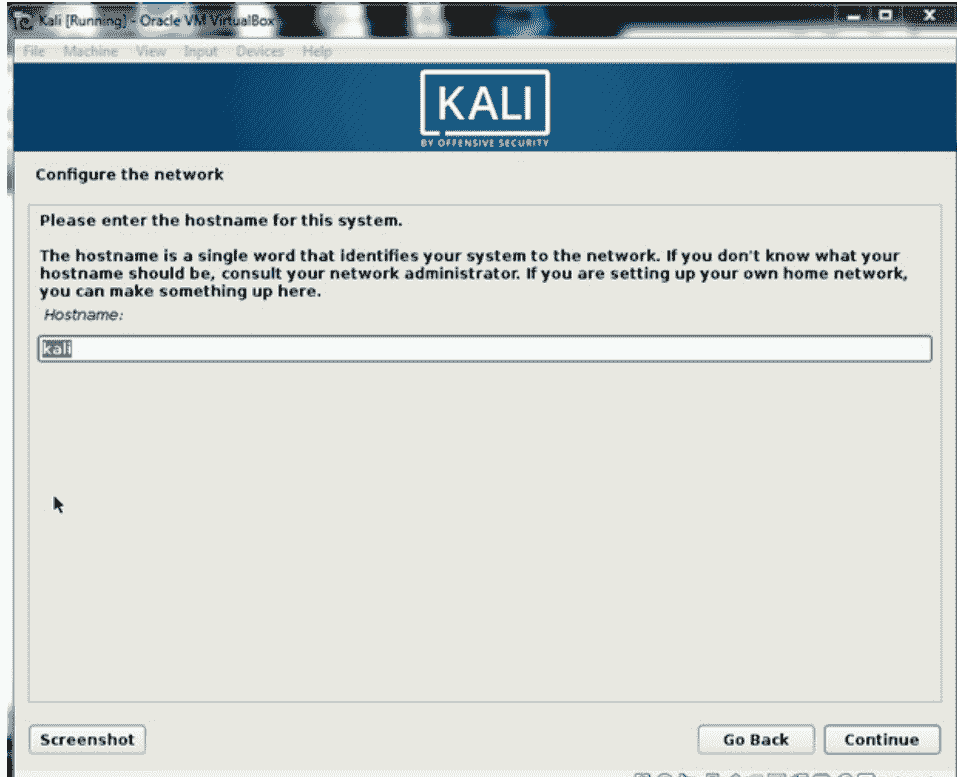 Kali [Running] - Oracle VM VirtualBox
File Machine View Input Devices Help
KALI
BY OFFENSIVE SECURITY
Configure the network
Please enter the hostname for this system.
The hostname is a single word that identifies your system to the network. If you don't know what your
hostname should be, consult your network administrator. If you are setting up your own home network,
you can make something up here.
Hostname:
kali
Screenshot
Go Back
Continue